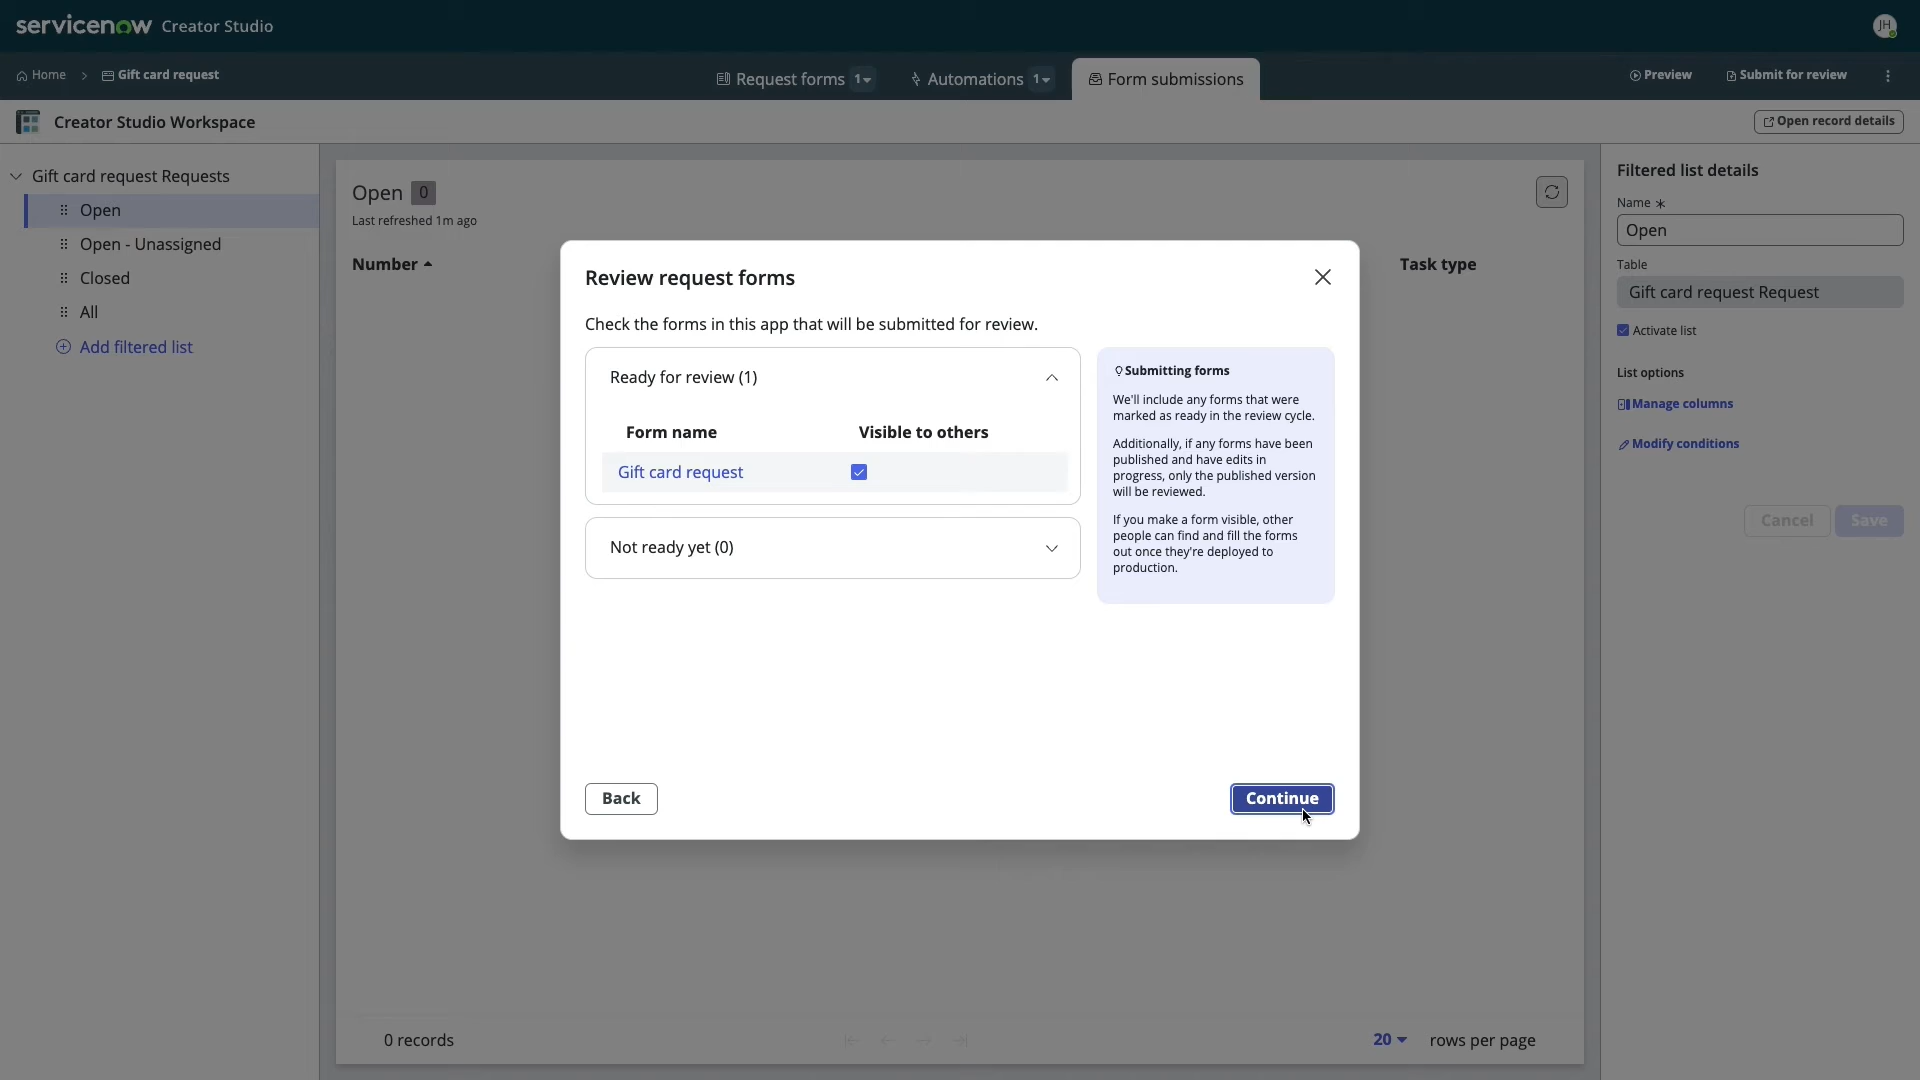 servicenow Creator Studio
JH
Home > Gift card request
Request forms 1
Automations 1
Form submissions
Preview
Submit for review
Creator Studio Workspace
Open record details
Gift card request Requests
Open
Open - Unassigned
Closed
All
Add filtered list
Open 0
Last refreshed 1m ago
Number
Task type
Review request forms
Check the forms in this app that will be submitted for review.
Ready for review (1)
Form name
Visible to others
Gift card request
Not ready yet (0)
Submitting forms
We'll include any forms that were
marked as ready in the review cycle.
Additionally, if any forms have been
published and have edits in
progress, only the published version
will be reviewed.
If you make a form visible, other
people can find and fill the forms
out once they're deployed to
production.
Back
Continue
Filtered list details
Name *
Open
Table
Gift card request Request
Activate list
List options
Manage columns
Modify conditions
Cancel
Save
0 records
20
rows per page